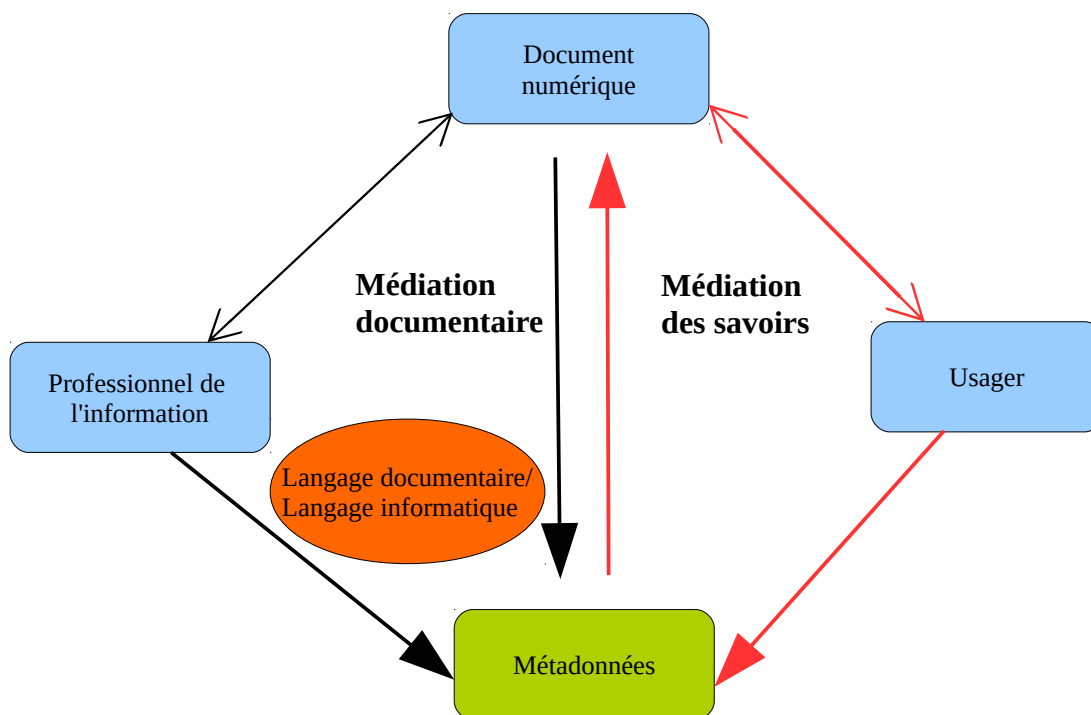 Document
numérique
Médiation
documentaire
Médiation
des savoirs
Professionnel de
l'information
Usager
Langage documentaire/
Langage informatique
Métadonnées